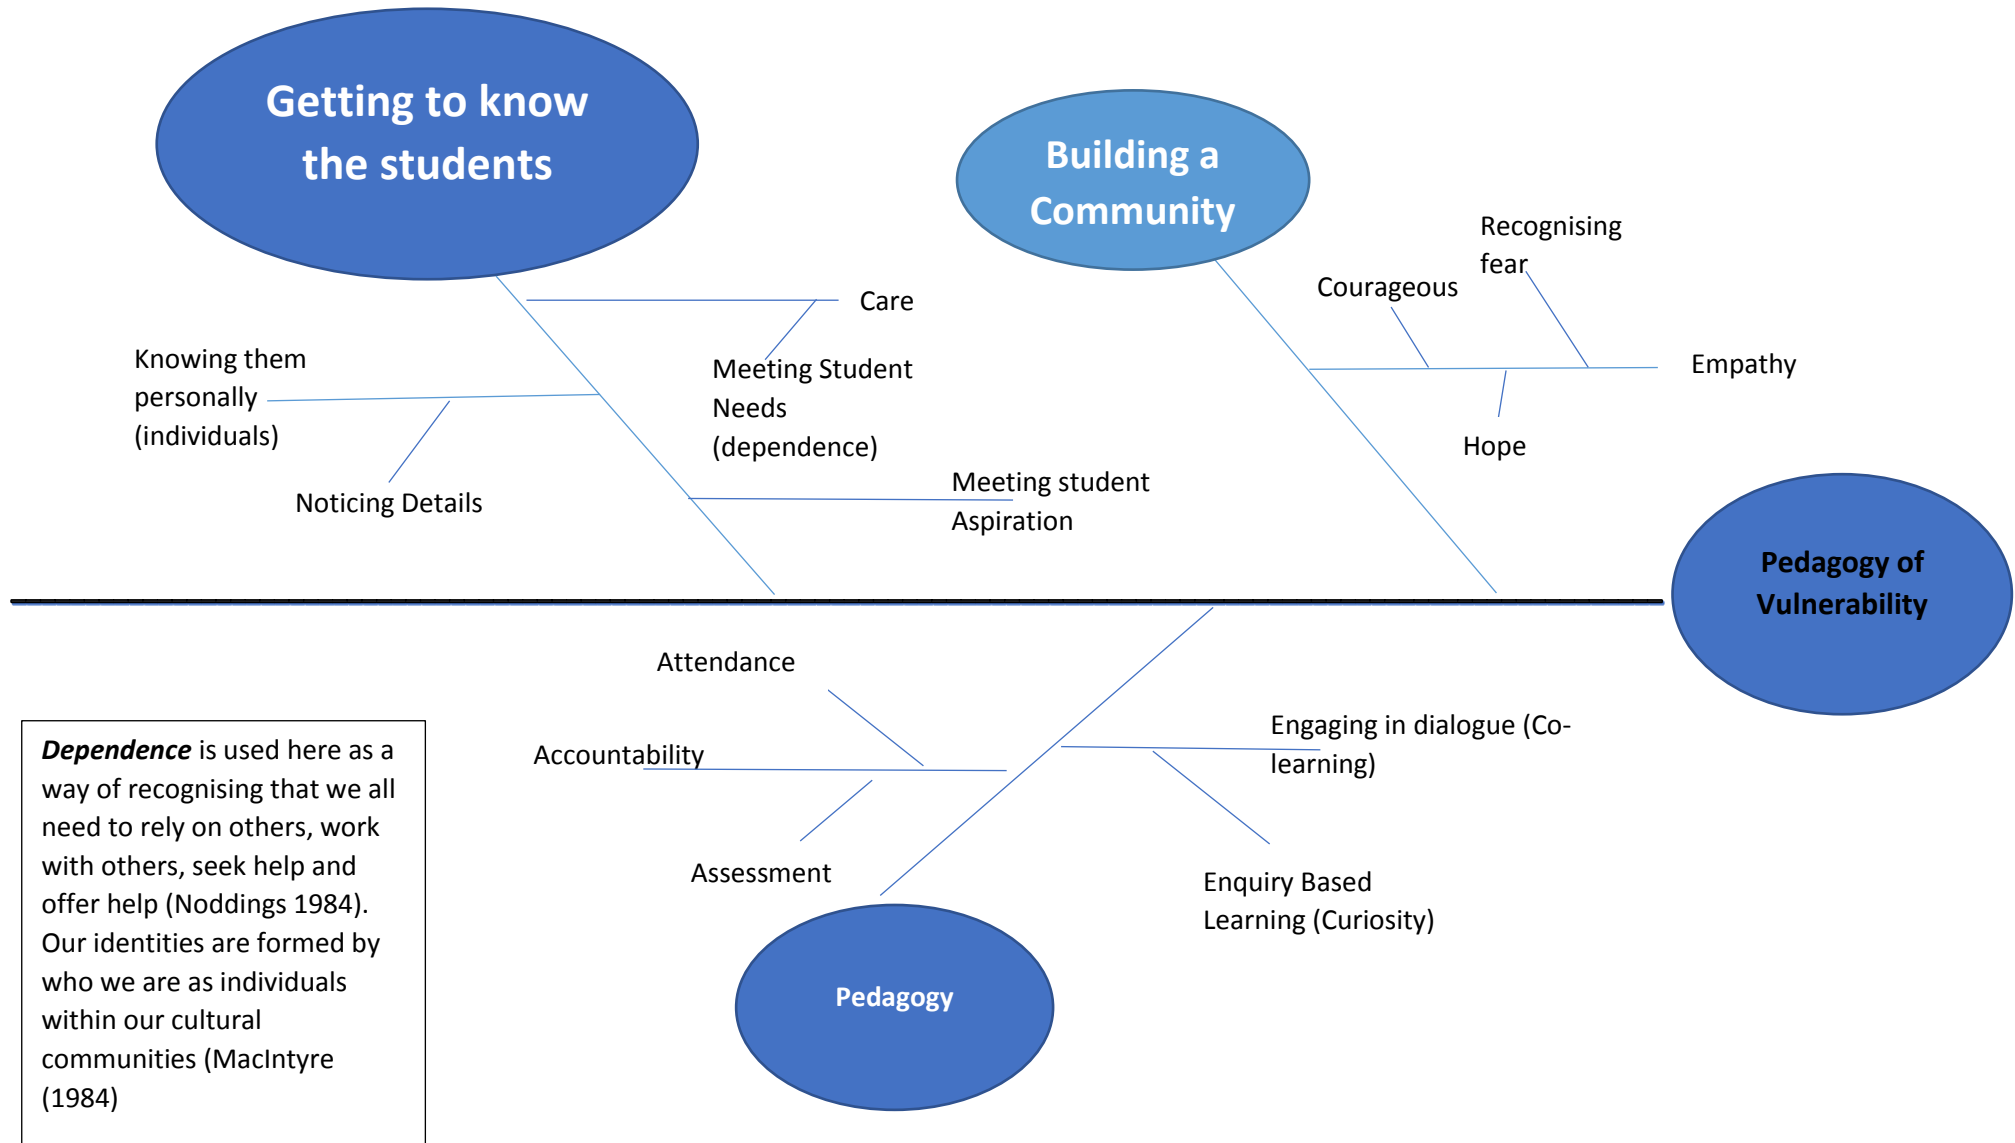 Getting to know
the students
Building a
Community
Recognising
fear
Courageous
Care
Knowing them
personally
(individuals)
Meeting Student
Needs
(dependence)
Empathy
Hope
Noticing Details
Meeting student
Aspiration
Pedagogy of
Vulnerability
Attendance
Accountability
Engaging in dialogue (Co-
learning)
Assessment
Enquiry Based
Learning (Curiosity)
Pedagogy
Dependence is used here as a
way of recognising that we all
need to rely on others, work
with others, seek help and
offer help (Noddings 1984).
Our identities are formed by
who we are as individuals
within our cultural
communities (MacIntyre
(1984)